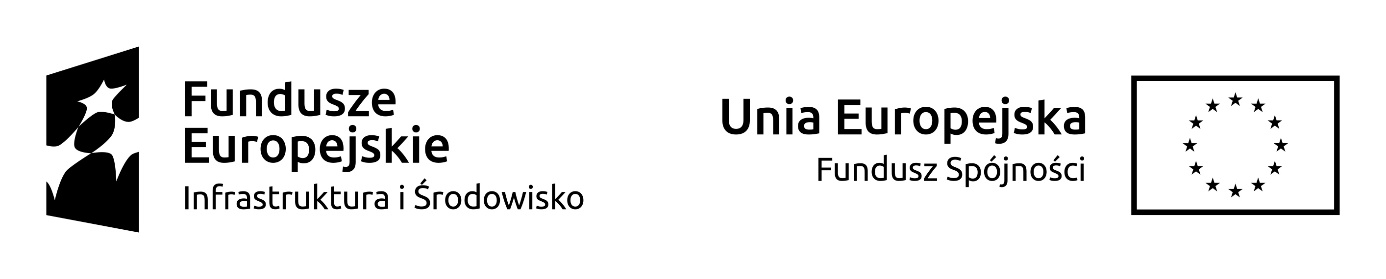 Fundusze
Europejskie
Infrastruktura i Środowisko
Unia Europejska
Fundusz Spójności